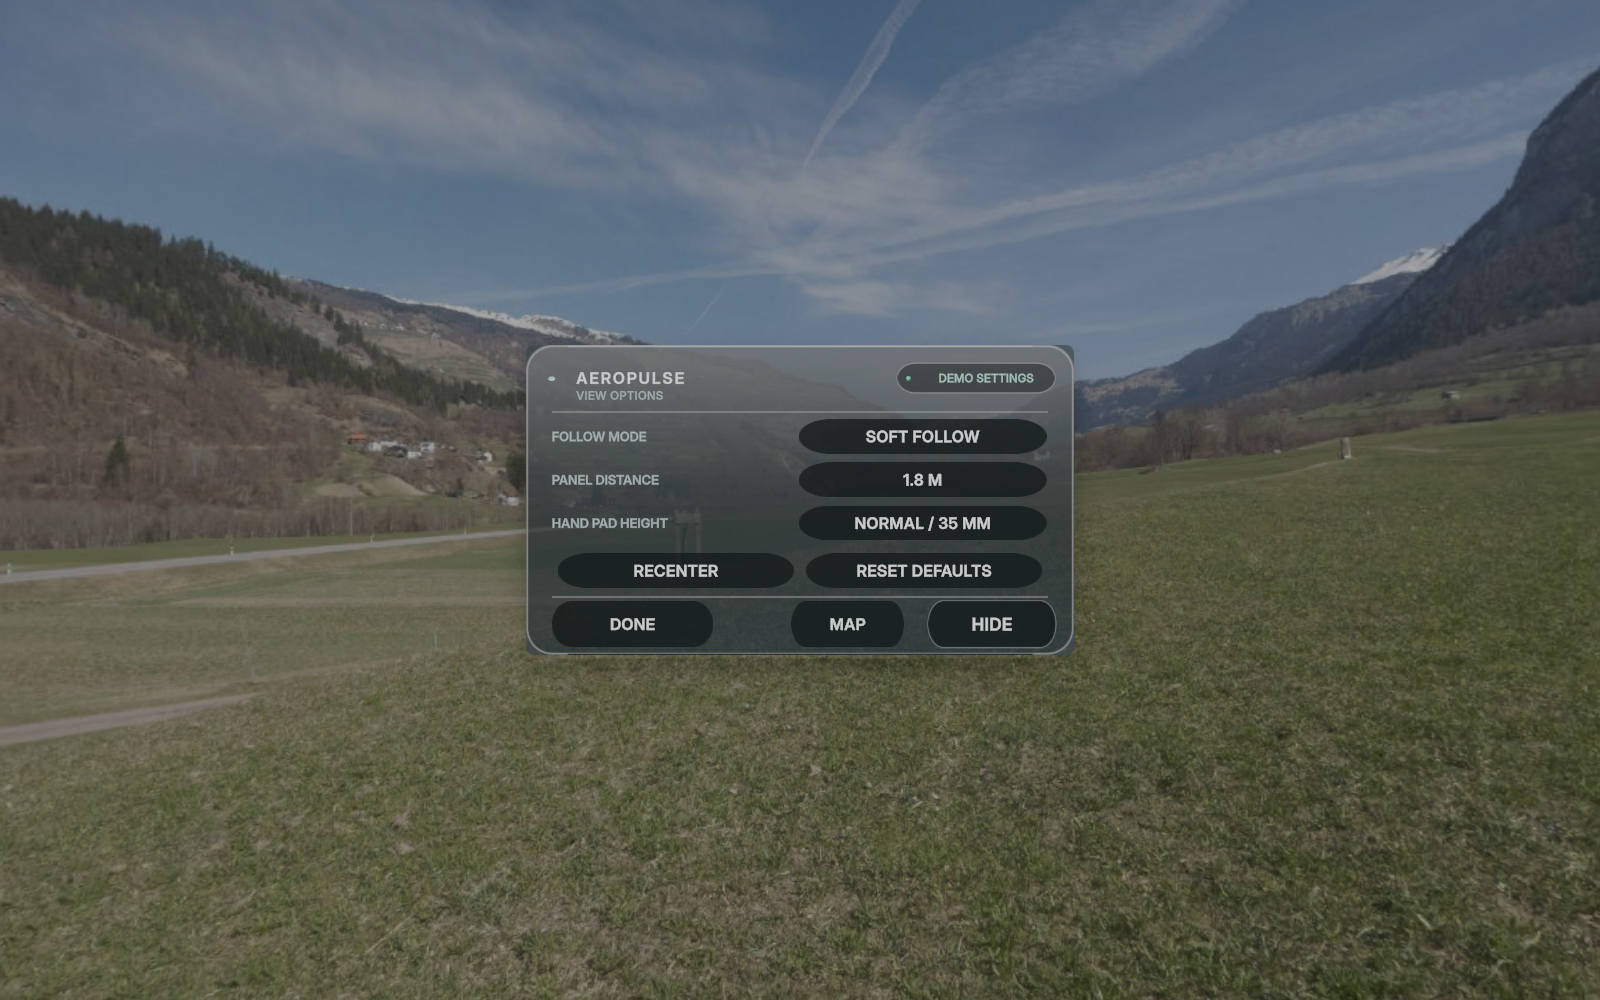 AEROPULSE
DEMO SETTINGS
VIEW OPTIONS
FOLLOW MODE
SOFT FOLLOW
PANEL DISTANCE
1.8 M
HAND PAD HEIGHT
NORMAL / 35 MM
RECENTER
RESET DEFAULTS
DONE
MAP
HIDE